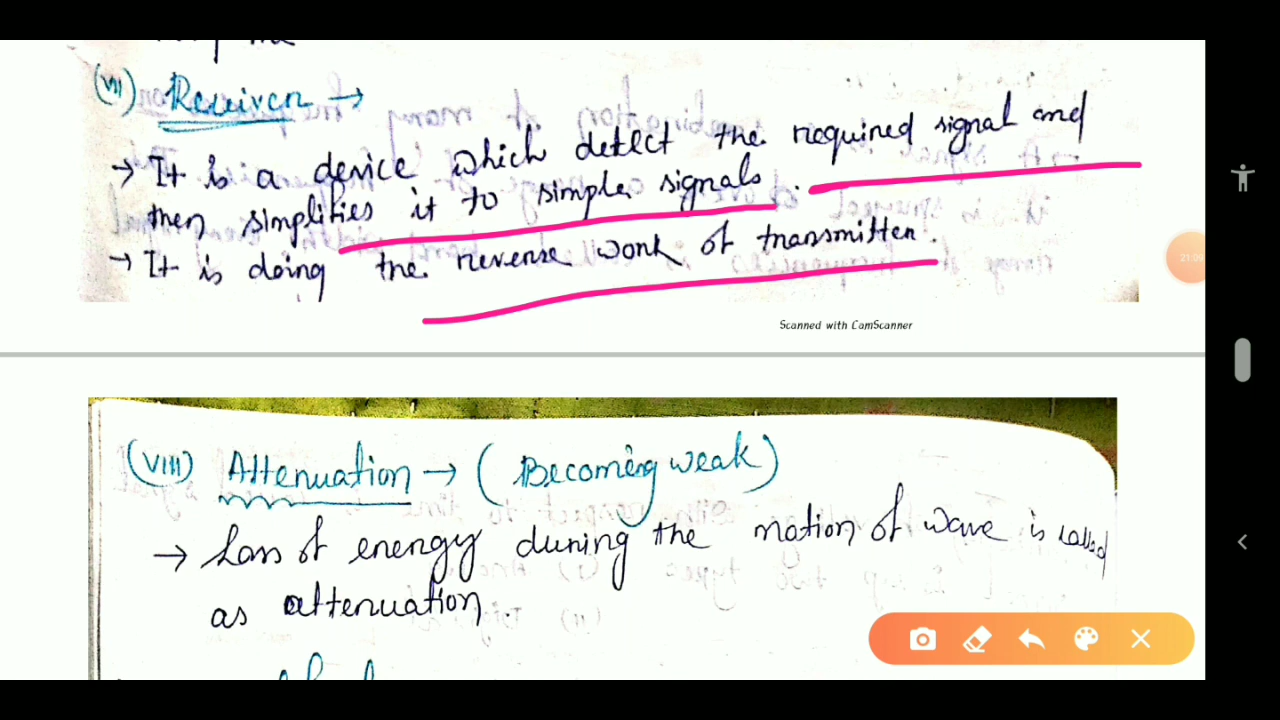 (VII) Receiver →
→ It is a device which detect the required signal and
then simplifies it to simple signals.
→ It is doing the reverse work of transmitter.
Scanned with CamScanner
(VIII) Attenuation → (Becoming weak)
→ Loss of energy during the motion of wave is called
as attenuation.
21:09